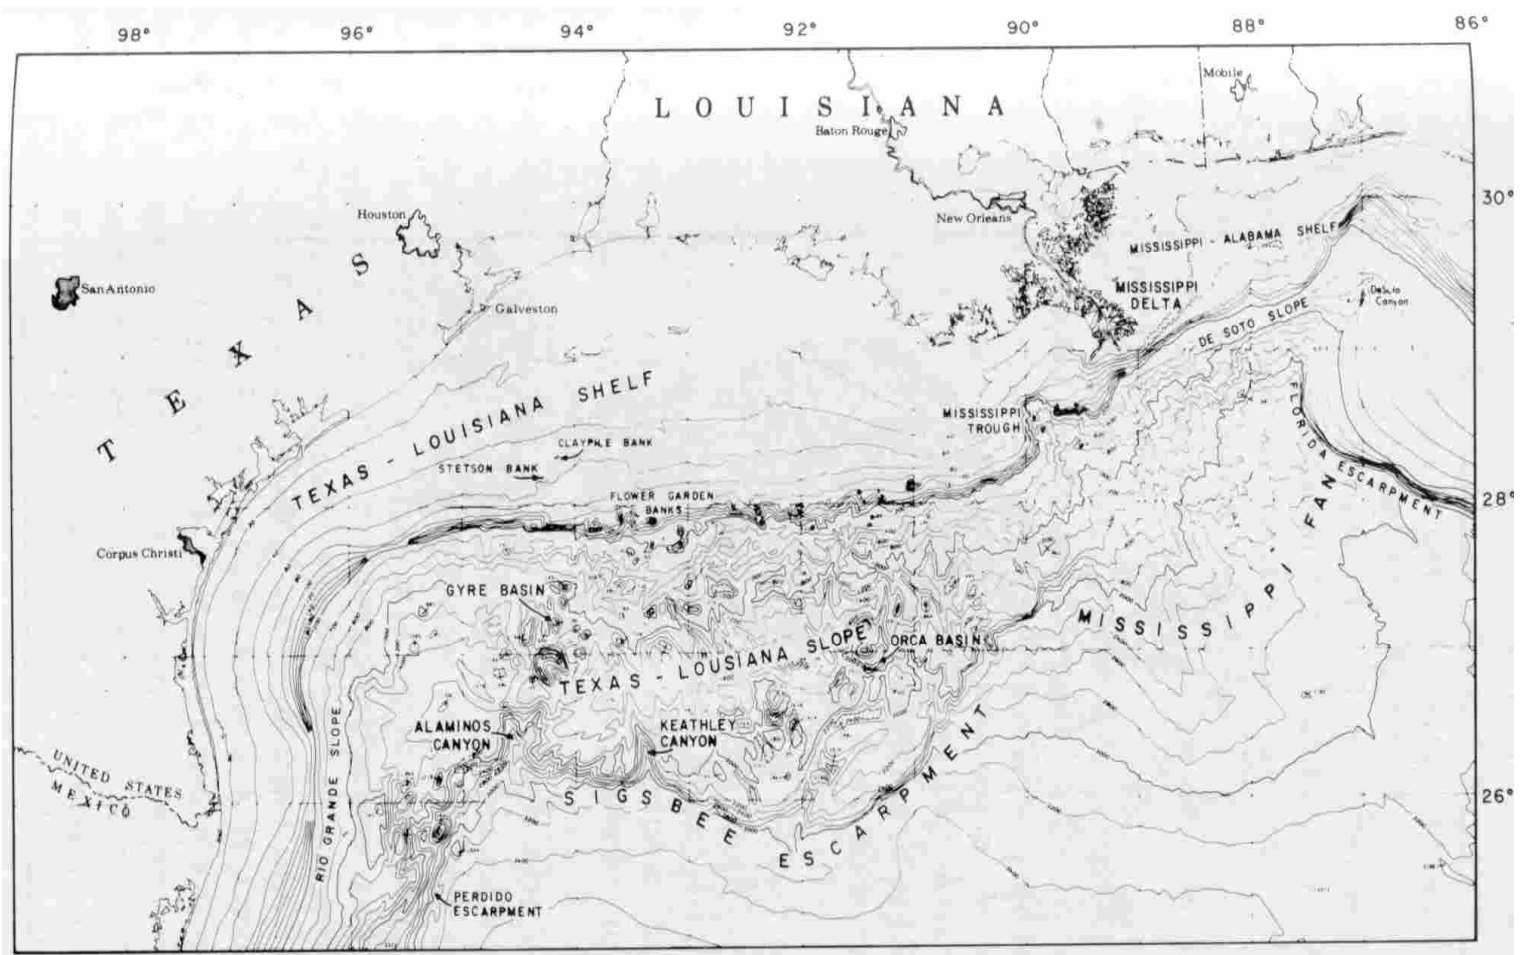 98° 96° 94° 92° 90° 88° 86°
Mobile
LOUISIANA
Baton Rouge
30°
Houston
New Orleans
MISSISSIPPI - ALABAMA SHELF
TEXAS
San Antonio
MISSISSIPPI
DELTA
DeSoto
Canyon
Galveston
DE SOTO SLOPE
TEXAS - LOUISIANA SHELF
MISSISSIPPI
TROUGH
FLORIDA ESCARPMENT
CLAYPILE BANK
STETSON BANK
FLOWER GARDEN
BANKS
28°
Corpus Christi
GYRE BASIN
MISSISSIPPI FAN
ORCA BASIN
TEXAS - LOUSIANA SLOPE
ALAMINOS
CANYON
KEATHLEY
CANYON
RIO GRANDE SLOPE
UNITED STATES
MEXICO
26°
SIGSBEE ESCARPMENT
PERDIDO
ESCARPMENT